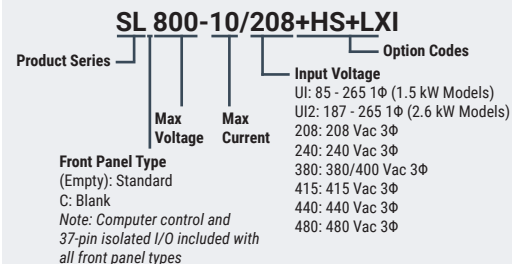 SL 800-10/208+HS+LXI
Product Series
Option Codes
Max
Voltage
Max
Current
Input Voltage
UI: 85 - 265 1Φ (1.5 kW Models)
UI2: 187 - 265 1Φ (2.6 kW Models)
208: 208 Vac 3Φ
240: 240 Vac 3Φ
380: 380/400 Vac 3Φ
415: 415 Vac 3Φ
440: 440 Vac 3Φ
480: 480 Vac 3Φ
Front Panel Type
(Empty): Standard
C: Blank
Note: Computer control and
37-pin isolated I/O included with
all front panel types